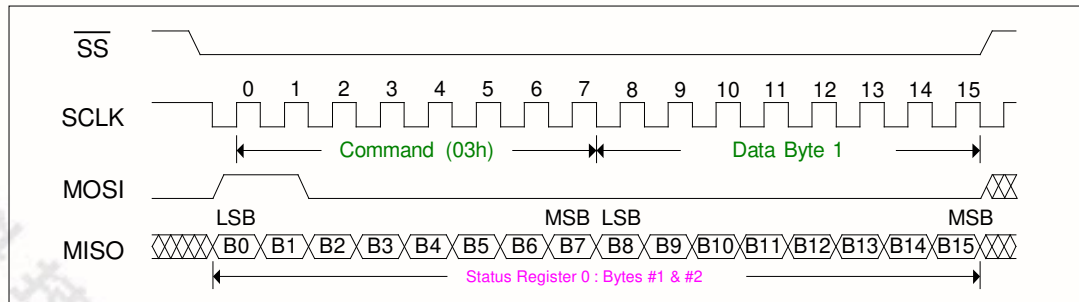 SS
0 1 2 3 4 5 6 7 8 9 10 11 12 13 14 15
SCLK
Command (03h) Data Byte 1
MOSI
LSB MSB LSB MSB
MISO B0 B1 B2 B3 B4 B5 B6 B7 B8 B9 B10 B11 B12 B13 B14 B15
Status Register 0 : Bytes #1 & #2